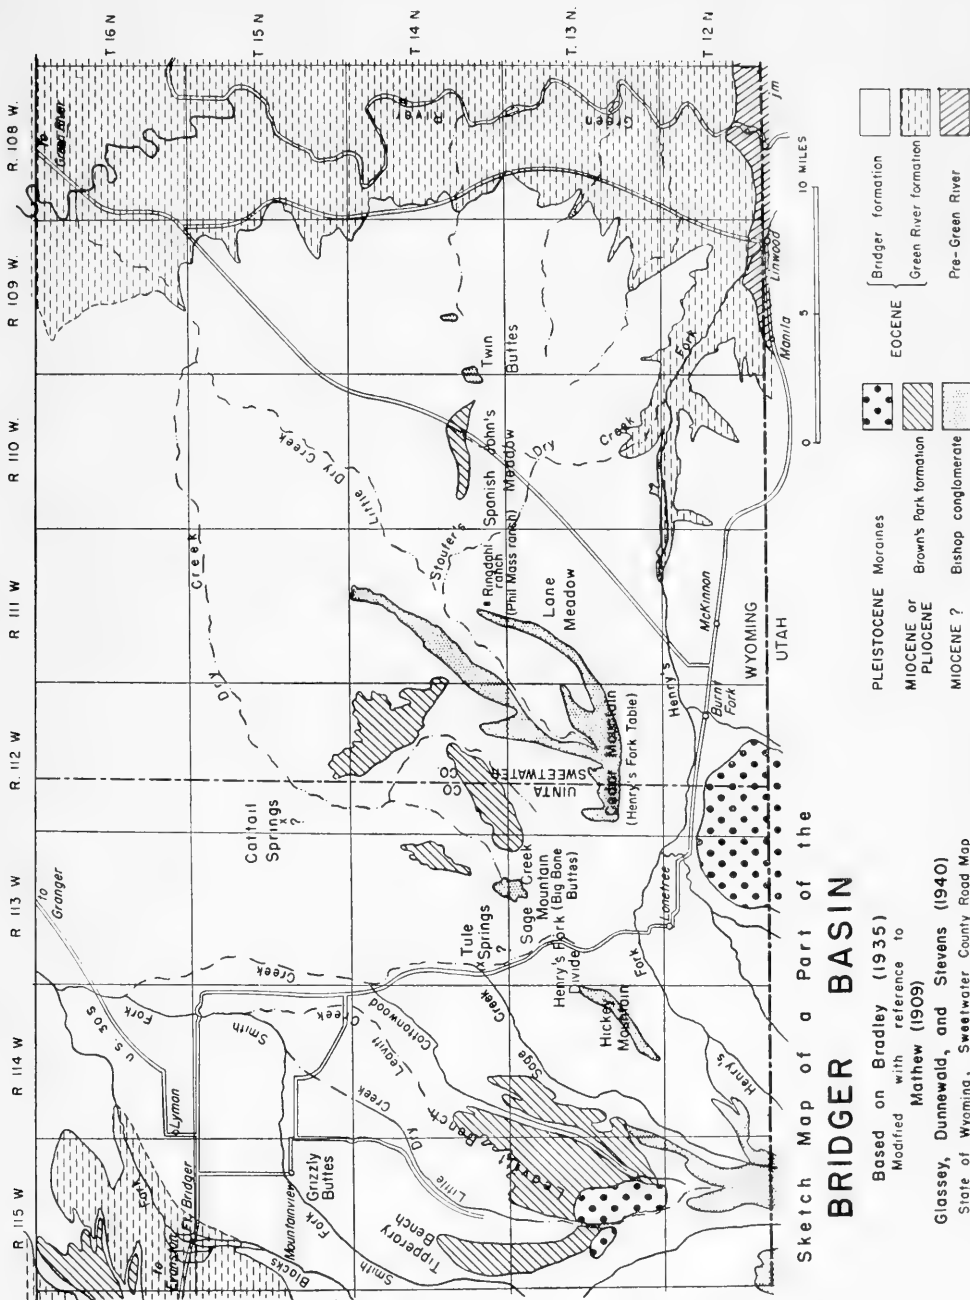 R. 108 W.
R 109 W.
R 110 W.
R 111 W
R. 112 W
R 113 W
R 114 W
R 115 W
T 16 N
T 15 N
T 14 N
T. 13. N.
T 12 N
to
Green River
River
Green
to
Granger
U.S. 30 S
Lyman
Fork
Smith
Fork
Ft. Bridger
to
Evanston
Blacks
Fork
Mountainview
Grizzly
Buttes
Smith
Fork
Tipperary
Bench
Little
Dry
Creek
Leavitt
Bench
Leavitt
Creek
Cottonwood
Creek
Sage
Creek
Tule
Springs
x
?
Cattail
Springs
x
?
Dry
Creek
Little Dry Creek
Sage Creek
Mountain
(Big Bone
Buttas)
Henry's Fork
Divide
Hickey
Mountain
Henry's
Fork
Lonetree
UINTA CO
SWEETWATER CO.
Cedar Mountain
(Henry's Fork Table)
Lane
Meadow
Ringdahl
ranch
(Phil Mass ranch)
Stoufer's
Spanish John's
Meadow
Dry
Creek
Twin
Buttes
Henry's
Fork
Burnt
Fork
McKinnon
WYOMING
UTAH
Manila
Linwood
jm
0 5 10 MILES
Sketch Map of a Part of the
BRIDGER BASIN
Based on Bradley (1935)
Modified with reference to
Mathew (1909)
Glassey, Dunnewald, and Stevens (1940)
State of Wyoming, Sweetwater County Road Map
PLEISTOCENE Moraines
MIOCENE or
PLIOCENE Brown's Park formation
MIOCENE ? Bishop conglomerate
EOCENE
Bridger formation
Green River formation
Pre-Green River